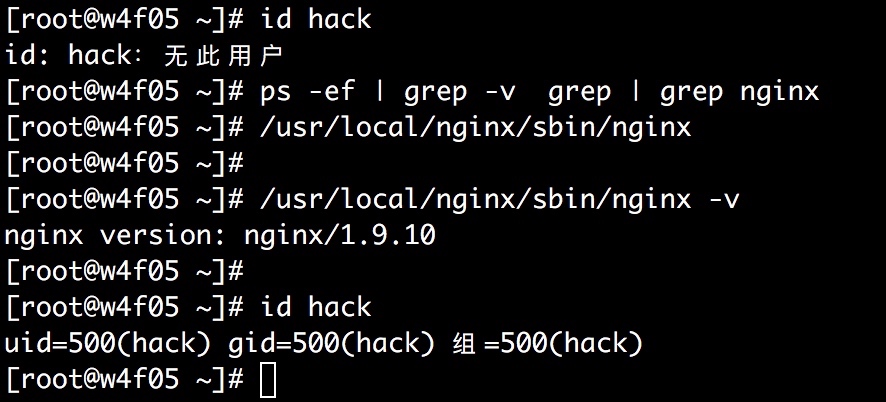 [root@w4f05 ~]# id hack
id: hack: 无此用户
[root@w4f05 ~]# ps -ef | grep -v  grep | grep nginx
[root@w4f05 ~]# /usr/local/nginx/sbin/nginx
[root@w4f05 ~]#
[root@w4f05 ~]# /usr/local/nginx/sbin/nginx -v
nginx version: nginx/1.9.10
[root@w4f05 ~]#
[root@w4f05 ~]# id hack
uid=500(hack) gid=500(hack) 组=500(hack)
[root@w4f05 ~]#